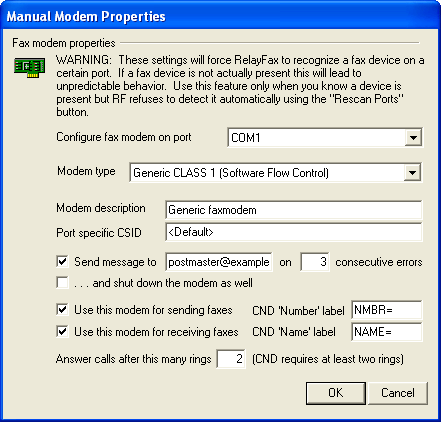 Manual Modem Properties
Fax modem properties
WARNING: These settings will force RelayFax to recognize a fax device on a
certain port. If a fax device is not actually present this will lead to
unpredictable behavior. Use this feature only when you know a device is
present but RF refuses to detect it automatically using the "Rescan Ports"
button.
Configure fax modem on port COM1
Modem type Generic CLASS 1 (Software Flow Control)
Modem description Generic faxmodem
Port specific CSID <Default>
Send message to postmaster@example on 3 consecutive errors
. . . and shut down the modem as well
Use this modem for sending faxes CND 'Number' label NMBR=
Use this modem for receiving faxes CND 'Name' label NAME=
Answer calls after this many rings 2 (CND requires at least two rings)
OK Cancel